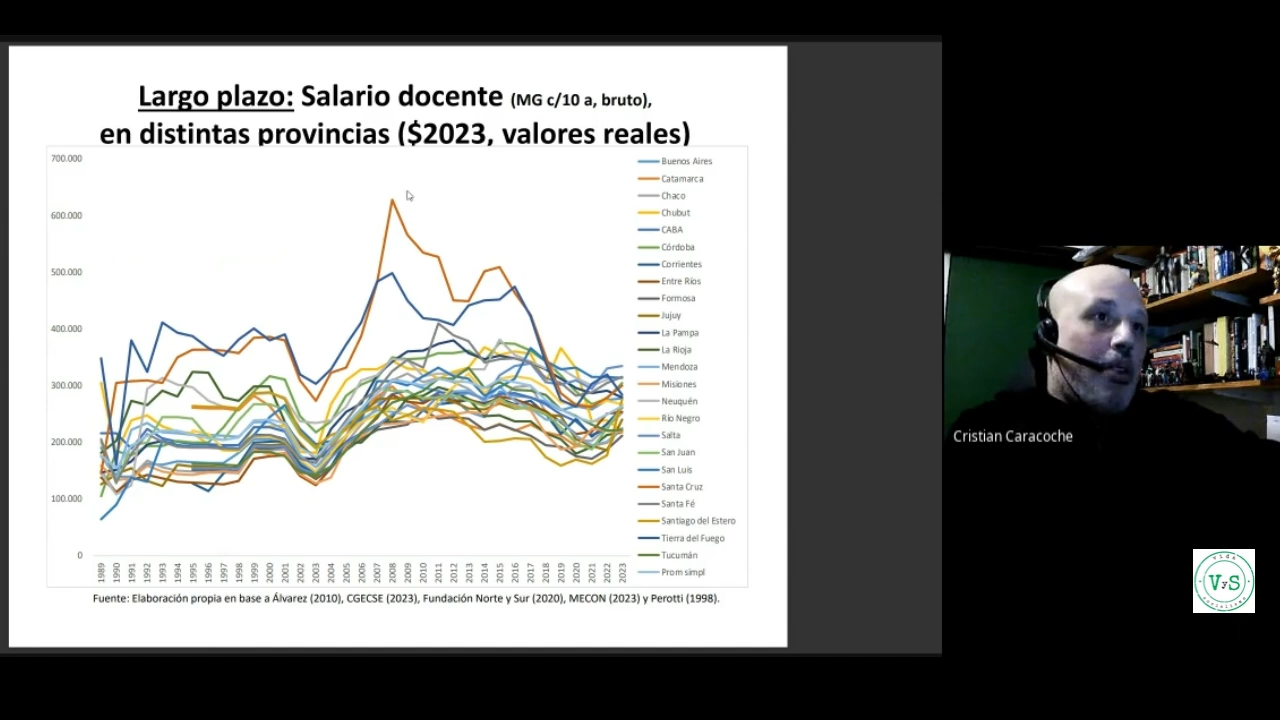 Largo plazo: Salario docente (MG c/10 a, bruto),
en distintas provincias ($2023, valores reales)
700.000
600.000
500.000
400.000
300.000
200.000
100.000
0
1989 1990 1991 1992 1993 1994 1995 1996 1997 1998 1999 2000 2001 2002 2003 2004 2005 2006 2007 2008 2009 2010 2011 2012 2013 2014 2015 2016 2017 2018 2019 2020 2021 2022 2023
Buenos Aires
Catamarca
Chaco
Chubut
CABA
Córdoba
Corrientes
Entre Ríos
Formosa
Jujuy
La Pampa
La Rioja
Mendoza
Misiones
Neuquén
Río Negro
Salta
San Juan
San Luis
Santa Cruz
Santa Fé
Santiago del Estero
Tierra del Fuego
Tucumán
Prom simpl
Fuente: Elaboración propia en base a Álvarez (2010), CGECSE (2023), Fundación Norte y Sur (2020), MECON (2023) y Perotti (1998).
Cristian Caracoche
vida
VyS
socialismo